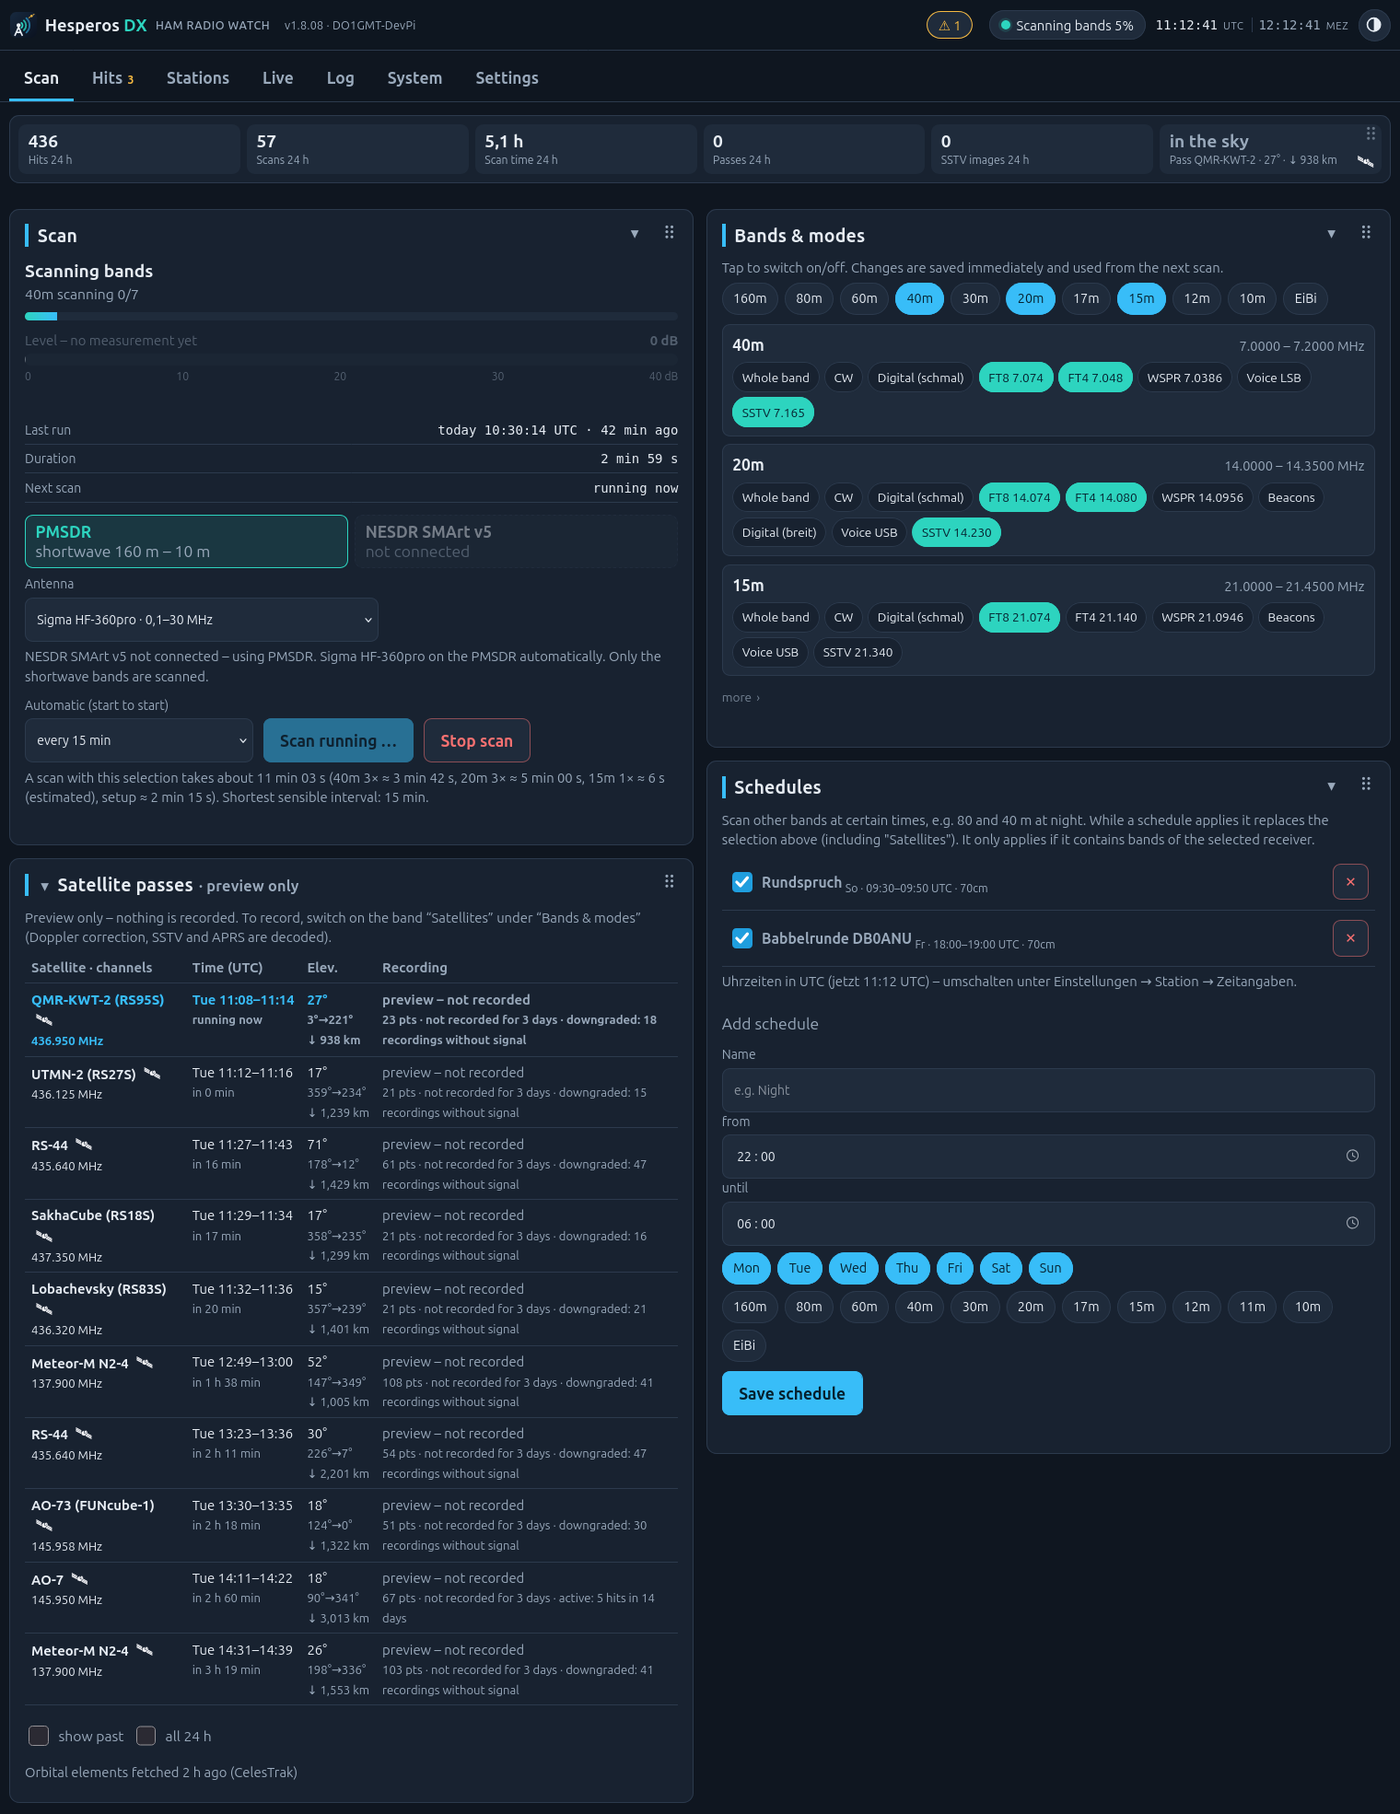 Hesperos DX HAM RADIO WATCH v1.8.08 · DO1GMT-DevPi
⚠ 1
Scanning bands 5%
11:12:41 UTC
12:12:41 MEZ
Scan
Hits 3
Stations
Live
Log
System
Settings
436
Hits 24 h
57
Scans 24 h
5,1 h
Scan time 24 h
0
Passes 24 h
0
SSTV images 24 h
in the sky
Pass QMR-KWT-2 · 27° · ↓ 938 km
Scan
Scanning bands
40m scanning 0/7
Level – no measurement yet 0 dB
0 10 20 30 40 dB
Last run today 10:30:14 UTC · 42 min ago
Duration 2 min 59 s
Next scan running now
PMSDR
shortwave 160 m – 10 m
NESDR SMArt v5
not connected
Antenna
Sigma HF-360pro · 0,1–30 MHz
NESDR SMArt v5 not connected – using PMSDR. Sigma HF-360pro on the PMSDR automatically. Only the
shortwave bands are scanned.
Automatic (start to start)
every 15 min
Scan running …
Stop scan
A scan with this selection takes about 11 min 03 s (40m 3× ≈ 3 min 42 s, 20m 3× ≈ 5 min 00 s, 15m 1× ≈ 6 s
(estimated), setup ≈ 2 min 15 s). Shortest sensible interval: 15 min.
Satellite passes · preview only
Preview only – nothing is recorded. To record, switch on the band “Satellites” under “Bands & modes”
(Doppler correction, SSTV and APRS are decoded).
Satellite · channels Time (UTC) Elev. Recording
QMR-KWT-2 (RS95S) Tue 11:08–11:14 27° preview – not recorded
running now 3°→221° 23 pts · not recorded for 3 days · downgraded: 18
436.950 MHz ↓ 938 km recordings without signal
UTMN-2 (RS27S) Tue 11:12–11:16 17° preview – not recorded
436.125 MHz in 0 min 359°→234° 21 pts · not recorded for 3 days · downgraded: 15
↓ 1,239 km recordings without signal
RS-44 Tue 11:27–11:43 71° preview – not recorded
435.640 MHz in 16 min 178°→12° 61 pts · not recorded for 3 days · downgraded: 47
↓ 1,429 km recordings without signal
SakhaCube (RS18S) Tue 11:29–11:34 17° preview – not recorded
in 17 min 358°→235° 21 pts · not recorded for 3 days · downgraded: 16
437.350 MHz ↓ 1,299 km recordings without signal
Lobachevsky (RS83S) Tue 11:32–11:36 15° preview – not recorded
in 20 min 357°→239° 21 pts · not recorded for 3 days · downgraded: 21
436.320 MHz ↓ 1,401 km recordings without signal
Meteor-M N2-4 Tue 12:49–13:00 52° preview – not recorded
137.900 MHz in 1 h 38 min 147°→349° 108 pts · not recorded for 3 days · downgraded: 41
↓ 1,005 km recordings without signal
RS-44 Tue 13:23–13:36 30° preview – not recorded
435.640 MHz in 2 h 11 min 226°→7° 54 pts · not recorded for 3 days · downgraded: 47
↓ 2,201 km recordings without signal
AO-73 (FUNcube-1) Tue 13:30–13:35 18° preview – not recorded
in 2 h 18 min 124°→0° 51 pts · not recorded for 3 days · downgraded: 30
145.958 MHz ↓ 1,322 km recordings without signal
AO-7 Tue 14:11–14:22 18° preview – not recorded
145.950 MHz in 2 h 60 min 90°→341° 67 pts · not recorded for 3 days · active: 5 hits in 14
↓ 3,013 km days
Meteor-M N2-4 Tue 14:31–14:39 26° preview – not recorded
137.900 MHz in 3 h 19 min 198°→336° 103 pts · not recorded for 3 days · downgraded: 41
↓ 1,553 km recordings without signal
show past all 24 h
Orbital elements fetched 2 h ago (CelesTrak)
Bands & modes
Tap to switch on/off. Changes are saved immediately and used from the next scan.
160m 80m 60m 40m 30m 20m 17m 15m 12m 10m EiBi
40m 7.0000 – 7.2000 MHz
Whole band CW Digital (schmal) FT8 7.074 FT4 7.048 WSPR 7.0386 Voice LSB
SSTV 7.165
20m 14.0000 – 14.3500 MHz
Whole band CW Digital (schmal) FT8 14.074 FT4 14.080 WSPR 14.0956 Beacons
Digital (breit) Voice USB SSTV 14.230
15m 21.0000 – 21.4500 MHz
Whole band CW Digital (schmal) FT8 21.074 FT4 21.140 WSPR 21.0946 Beacons
Voice USB SSTV 21.340
more ›
Schedules
Scan other bands at certain times, e.g. 80 and 40 m at night. While a schedule applies it replaces the
selection above (including "Satellites"). It only applies if it contains bands of the selected receiver.
Rundspruch So · 09:30–09:50 UTC · 70cm ×
Babbelrunde DB0ANU Fr · 18:00–19:00 UTC · 70cm ×
Uhrzeiten in UTC (jetzt 11:12 UTC) – umschalten unter Einstellungen → Station → Zeitangaben.
Add schedule
Name
e.g. Night
from
22 : 00
until
06 : 00
Mon Tue Wed Thu Fri Sat Sun
160m 80m 60m 40m 30m 20m 17m 15m 12m 11m 10m
EiBi
Save schedule